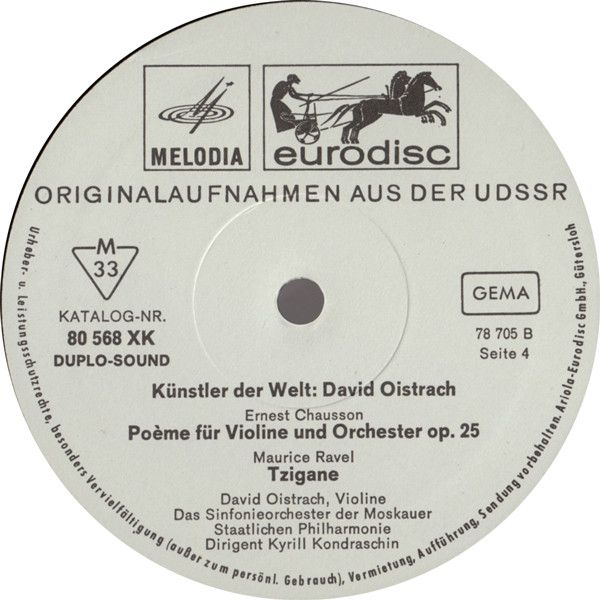 MELODIA
eurodisc
ORIGINALAUFNAHMEN AUS DER UDSSR
M
33
KATALOG-NR.
80 568 XK
DUPLO-SOUND
GEMA
78 705 B
Seite 4
Künstler der Welt: David Oistrach
Ernest Chausson
Poème für Violine und Orchester op. 25
Maurice Ravel
Tzigane
David Oistrach, Violine
Das Sinfonieorchester der Moskauer
Staatlichen Philharmonie
Dirigent Kyrill Kondraschin
Urheber- u. Leistungsschutzrechte, besonders Vervielfältigung (außer zum persönl. Gebrauch), Vermietung, Aufführung, Sendung vorbehalten. Ariola-Eurodisc GmbH., Gütersloh